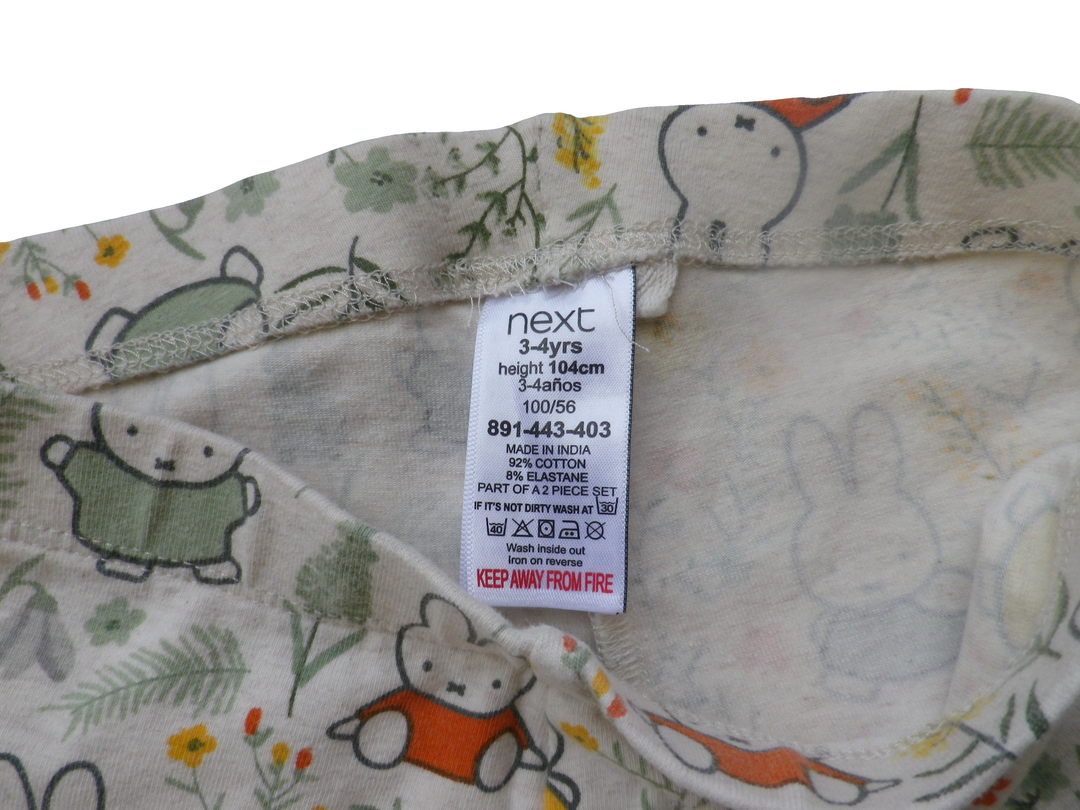 next
3-4yrs
height 104cm
3-4años
100/56
891-443-403
MADE IN INDIA
92% COTTON
8% ELASTANE
PART OF A 2 PIECE SET
IF IT'S NOT DIRTY WASH AT 30
40
Wash inside out
Iron on reverse
KEEP AWAY FROM FIRE